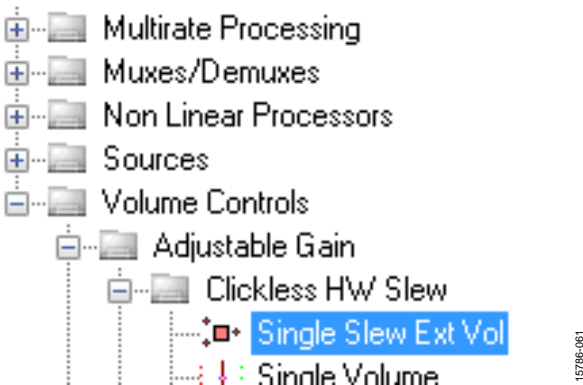 Multirate Processing
Muxes/Demuxes
Non Linear Processors
Sources
Volume Controls
Adjustable Gain
Clickless HW Slew
Single Slew Ext Vol
Single Volume
15786-061